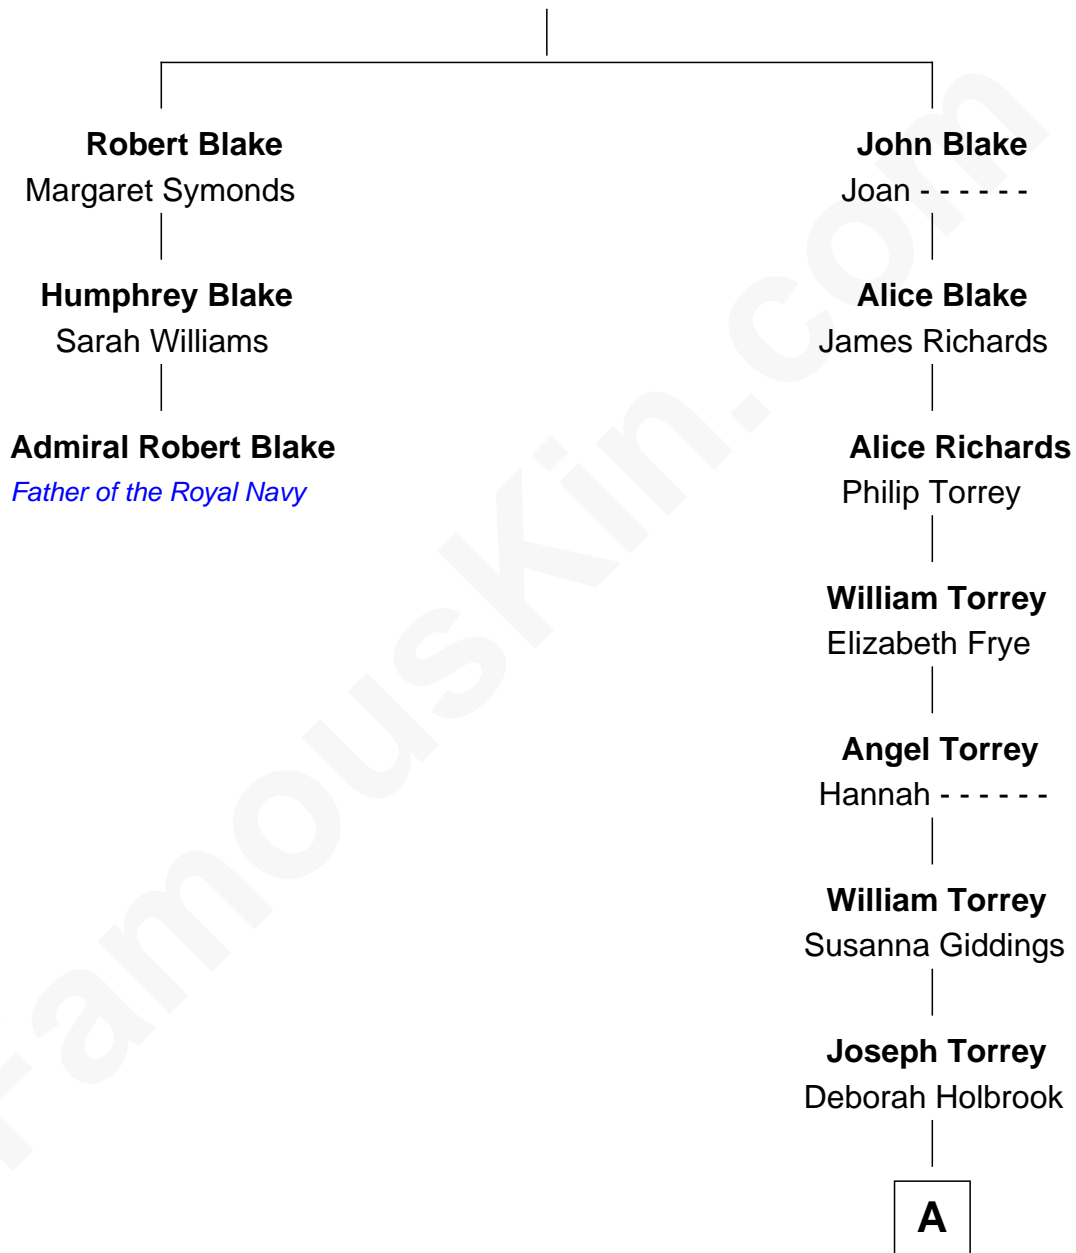 Robert Blake
Margaret Symonds
Humphrey Blake
Sarah Williams
Admiral Robert Blake
Father of the Royal Navy
John Blake
Joan - - - - - -
Alice Blake
James Richards
Alice Richards
Philip Torrey
William Torrey
Elizabeth Frye
Angel Torrey
Hannah - - - - - -
William Torrey
Susanna Giddings
Joseph Torrey
Deborah Holbrook
A
FamousKin.com